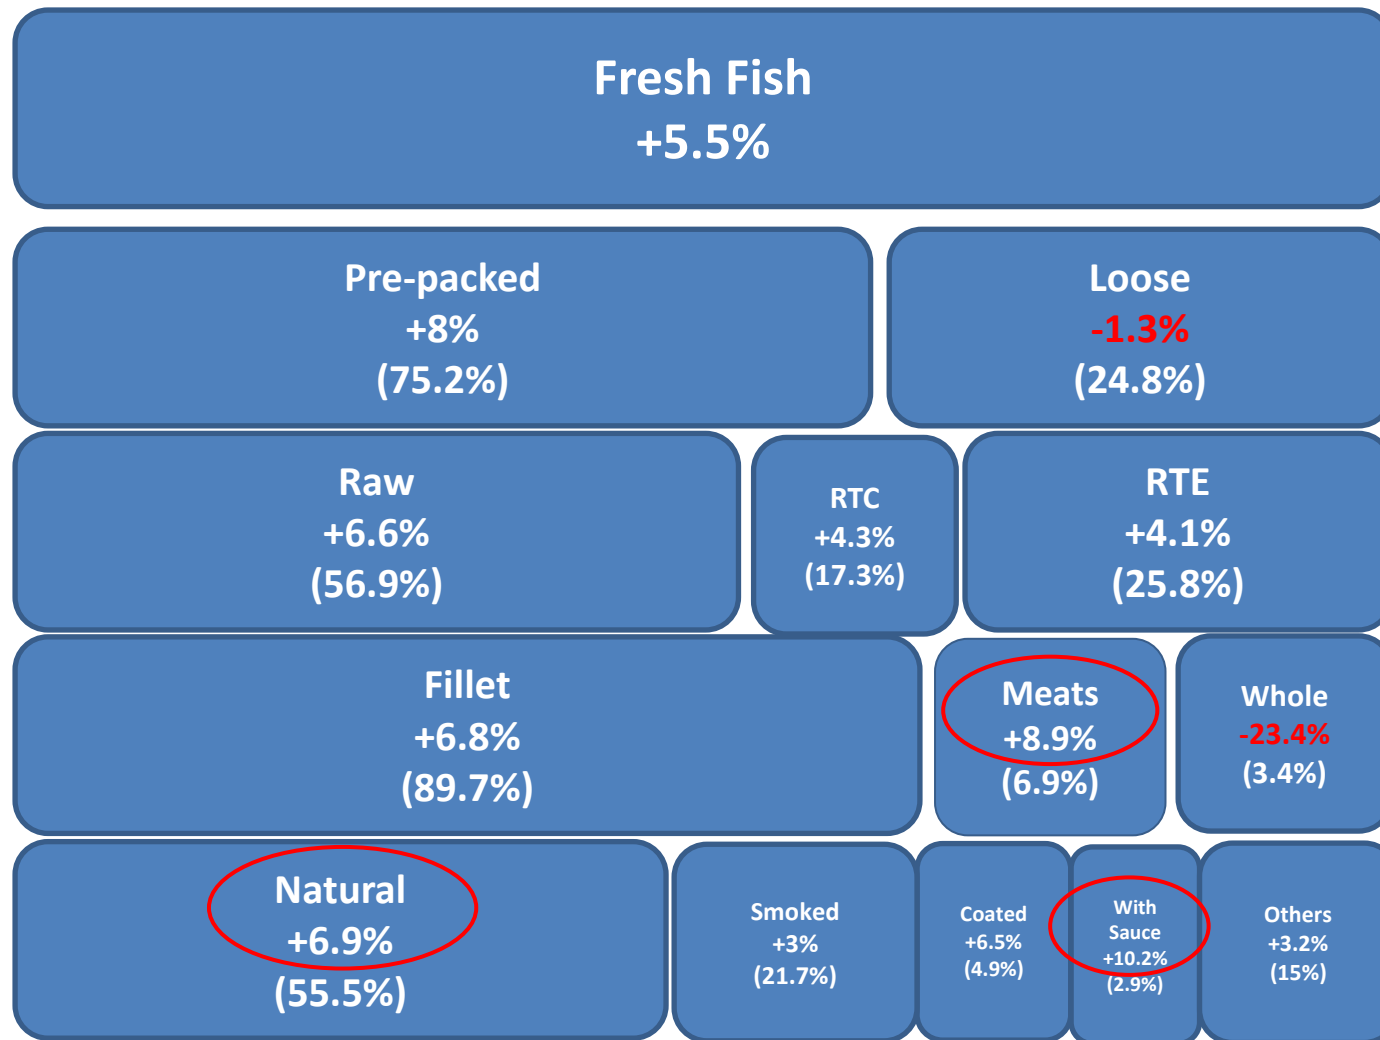 Fresh Fish
+5.5%
Pre-packed
+8%
(75.2%)
Loose
-1.3%
(24.8%)
Raw
+6.6%
(56.9%)
RTC
+4.3%
(17.3%)
RTE
+4.1%
(25.8%)
Fillet
+6.8%
(89.7%)
Meats
+8.9%
(6.9%)
Whole
-23.4%
(3.4%)
Natural
+6.9%
(55.5%)
Smoked
+3%
(21.7%)
Coated
+6.5%
(4.9%)
With
Sauce
+10.2%
(2.9%)
Others
+3.2%
(15%)